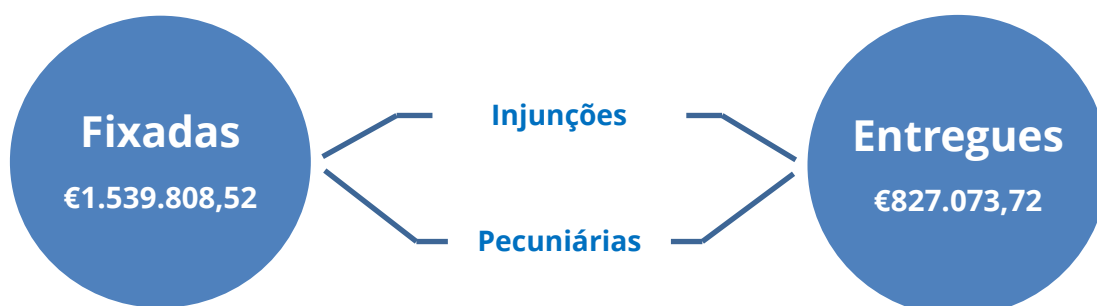 Fixadas
€1.539.808,52
Injunções
Pecuniárias
Entregues
€827.073,72